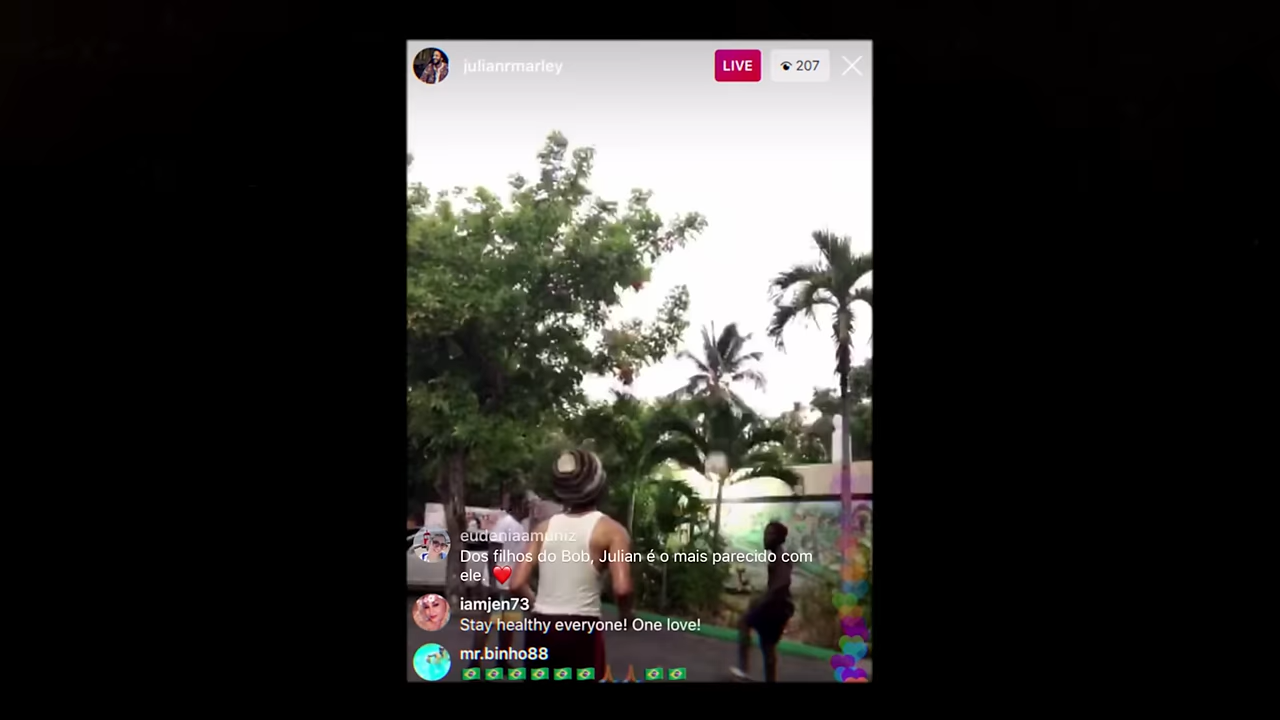 julianrmarley
LIVE
207
eudeniaamuniz
Dos filhos do Bob, Julian é o mais parecido com
ele. ❤️
iamjen73
Stay healthy everyone! One love!
mr.binho88
🇧🇷🇧🇷🇧🇷🇧🇷🇧🇷🇧🇷🙏🏾🙏🏾🇧🇷🇧🇷